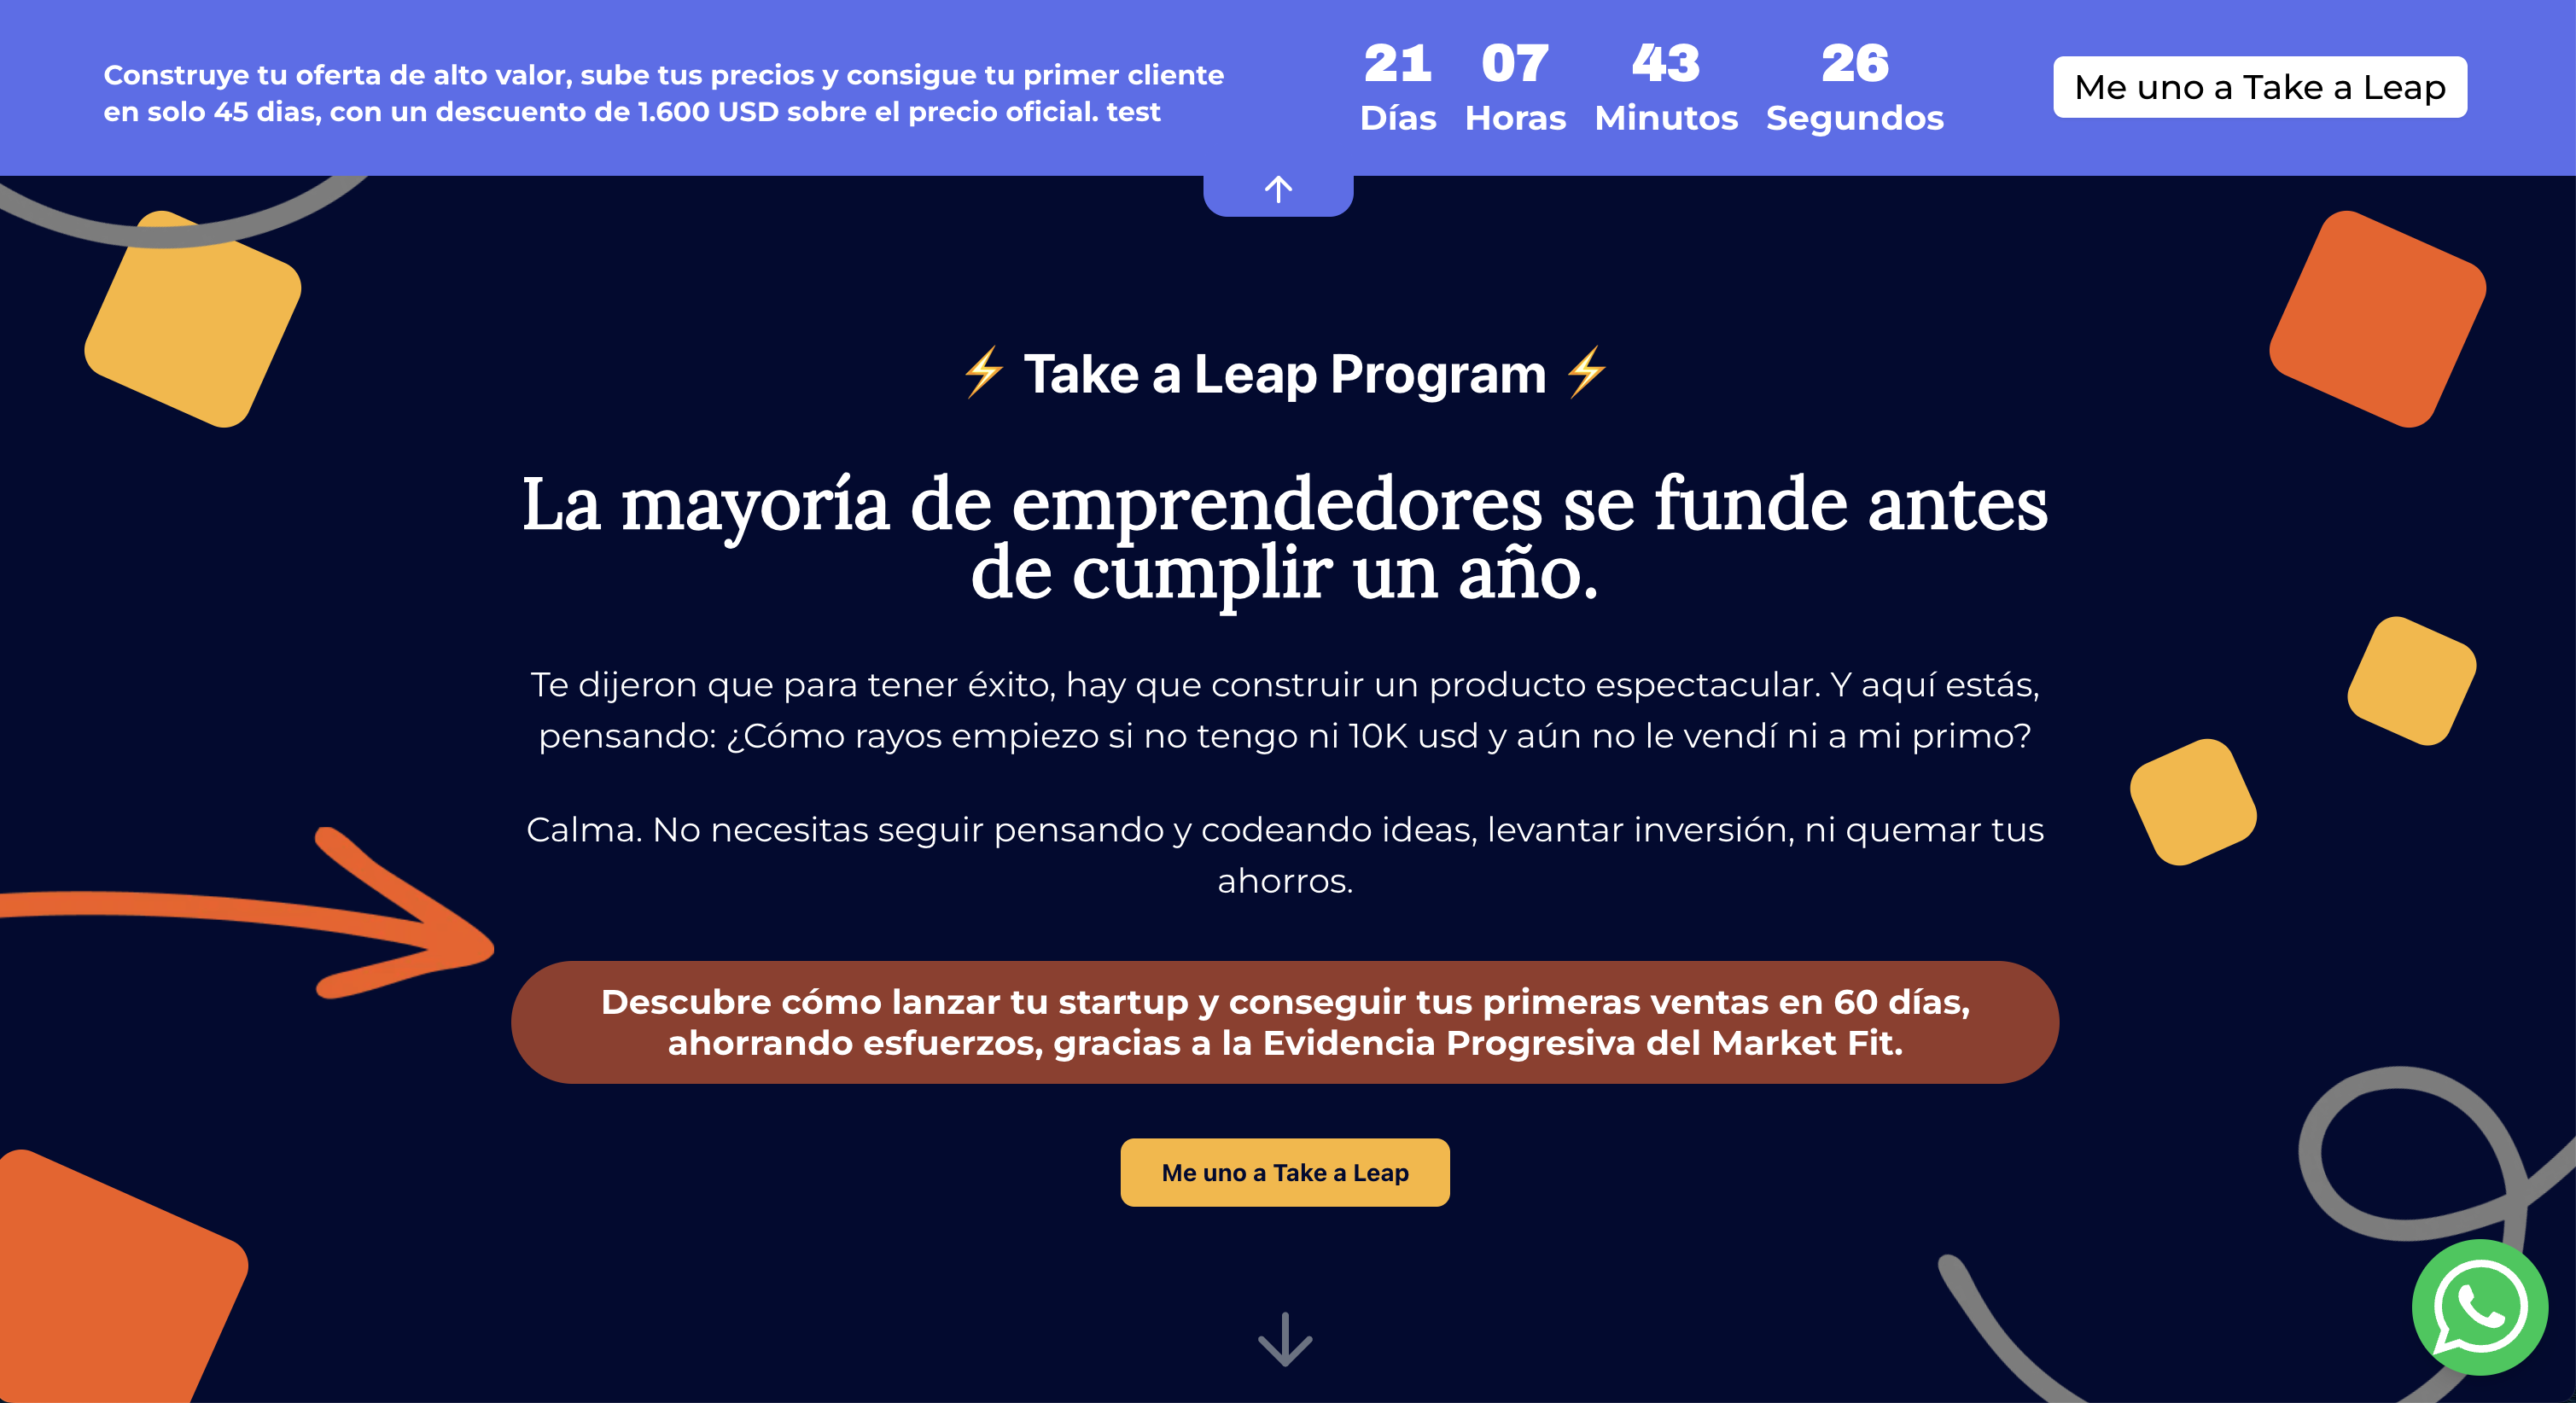 Construye tu oferta de alto valor, sube tus precios y consigue tu primer cliente
en solo 45 dias, con un descuento de 1.600 USD sobre el precio oficial. test
21 07 43 26
Días Horas Minutos Segundos
Me uno a Take a Leap
⚡ Take a Leap Program ⚡
La mayoría de emprendedores se funde antes
de cumplir un año.
Te dijeron que para tener éxito, hay que construir un producto espectacular. Y aquí estás,
pensando: ¿Cómo rayos empiezo si no tengo ni 10K usd y aún no le vendí ni a mi primo?
Calma. No necesitas seguir pensando y codeando ideas, levantar inversión, ni quemar tus
ahorros.
Descubre cómo lanzar tu startup y conseguir tus primeras ventas en 60 días,
ahorrando esfuerzos, gracias a la Evidencia Progresiva del Market Fit.
Me uno a Take a Leap